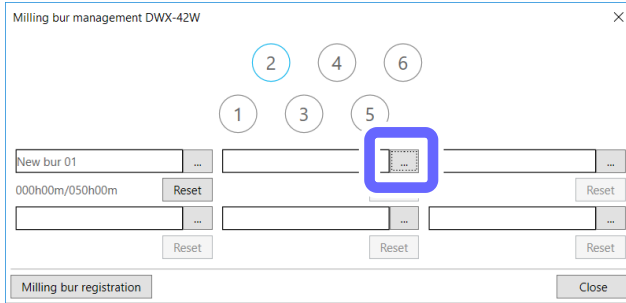 Milling bur management DWX-42W
2 4 6
1 3 5
New bur 01 ... ... ...
000h00m/050h00m Reset Reset
... ... ...
Reset Reset Reset
Milling bur registration Close